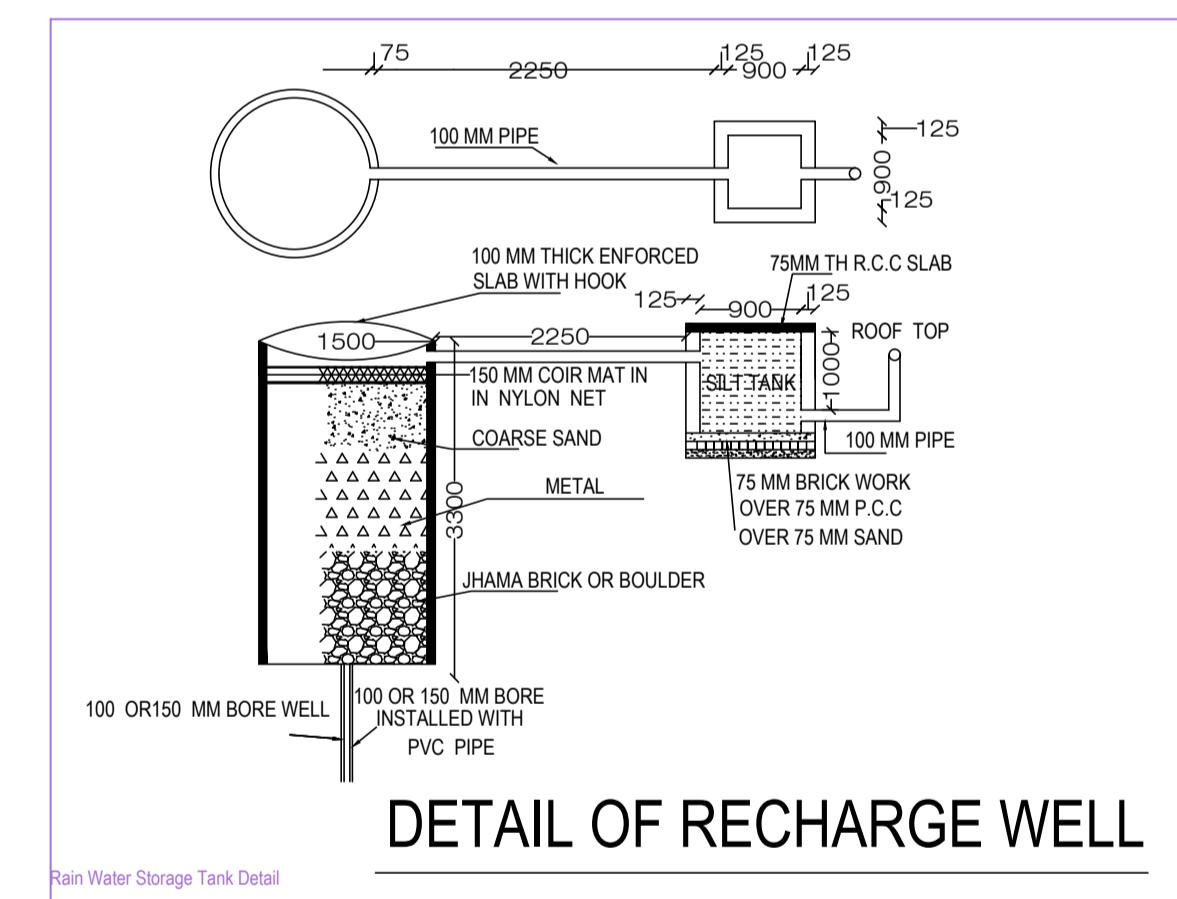 75
2250
125
900
125
100 MM PIPE
125
900
125
100 MM THICK ENFORCED
SLAB WITH HOOK
75MM TH R.C.C SLAB
125
900
125
1500
2250
ROOF TOP
1000
150 MM COIR MAT IN
IN NYLON NET
SILT TANK
COARSE SAND
100 MM PIPE
METAL
3300
75 MM BRICK WORK
OVER 75 MM P.C.C
OVER 75 MM SAND
JHAMA BRICK OR BOULDER
100 OR150 MM BORE WELL
100 OR 150 MM BORE
INSTALLED WITH
PVC PIPE
DETAIL OF RECHARGE WELL
Rain Water Storage Tank Detail